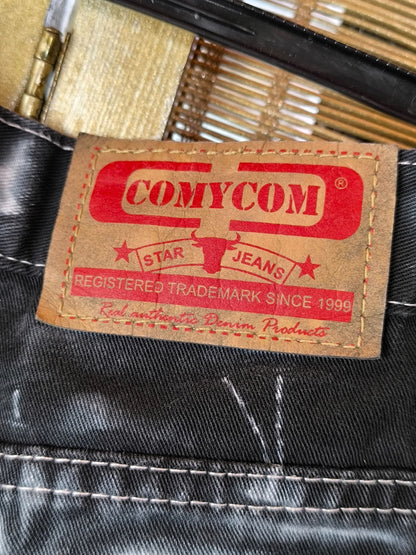 COMYCOM ®
STAR JEANS
REGISTERED TRADEMARK SINCE 1999
Real authentic Denim Products